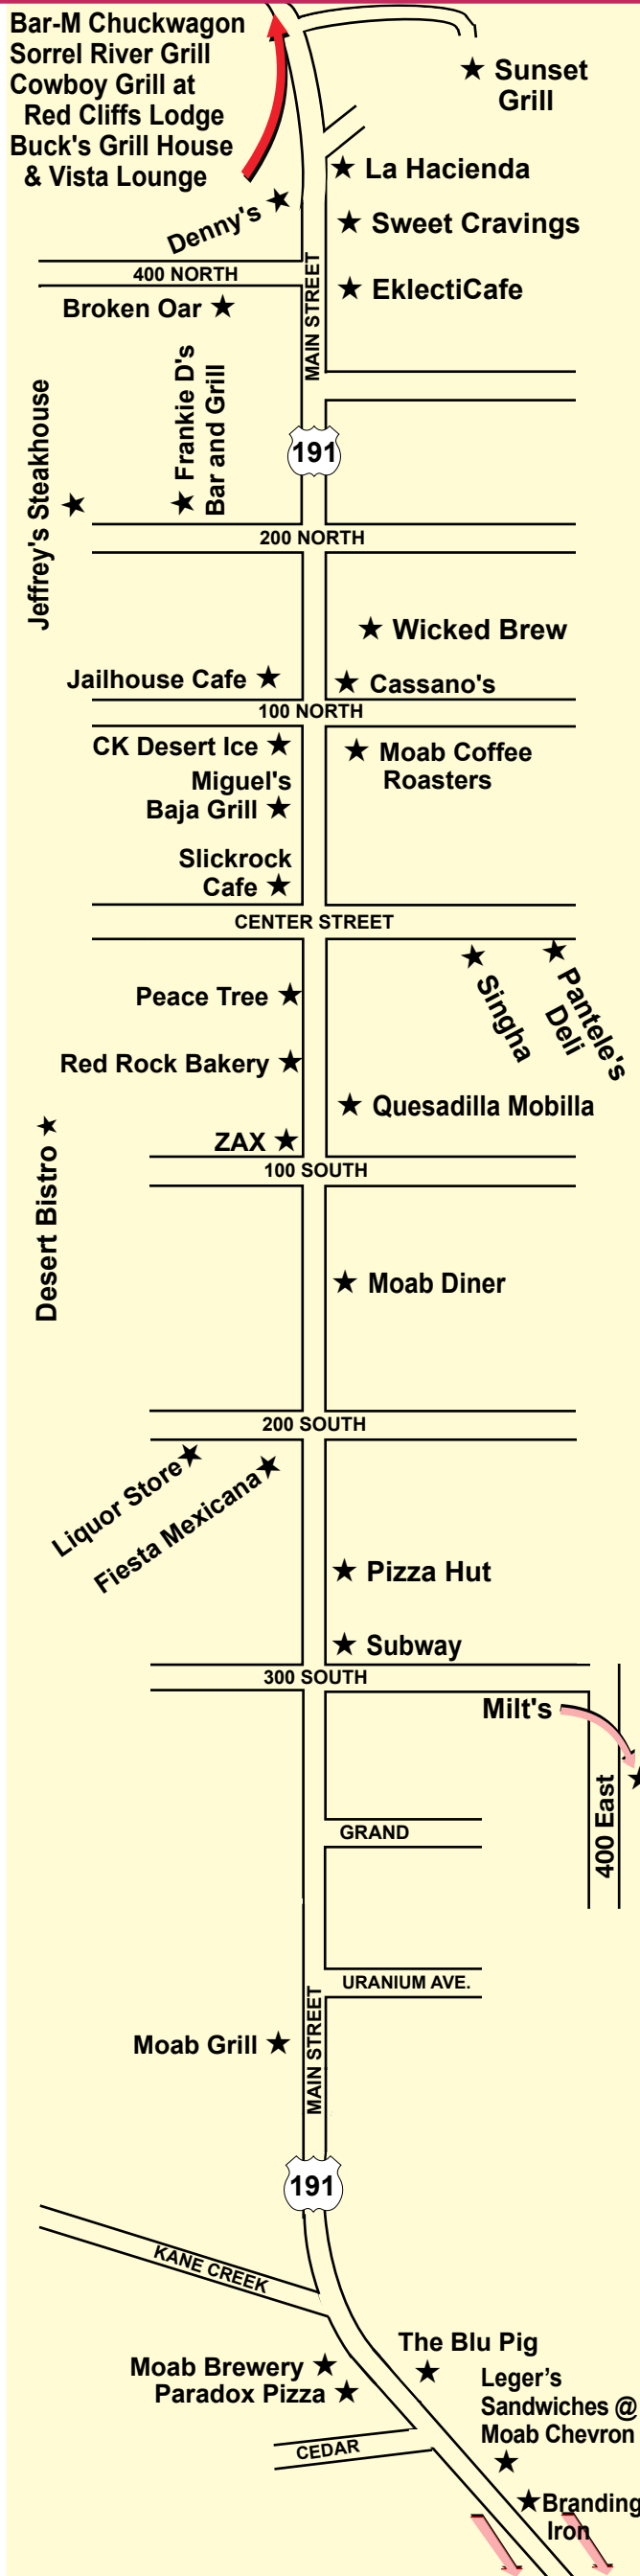 Bar-M Chuckwagon
Sorrel River Grill
Cowboy Grill at
Red Cliffs Lodge
Buck's Grill House
& Vista Lounge
Sunset
Grill
La Hacienda
Denny's
Sweet Cravings
400 NORTH
MAIN STREET
EklectiCafe
Broken Oar
Frankie D's
Bar and Grill
Jeffrey's Steakhouse
191
200 NORTH
Wicked Brew
Jailhouse Cafe
Cassano's
100 NORTH
CK Desert Ice
Moab Coffee
Roasters
Miguel's
Baja Grill
Slickrock
Cafe
CENTER STREET
Singha
Pantele's
Deli
Peace Tree
Red Rock Bakery
Quesadilla Mobilla
ZAX
Desert Bistro
100 SOUTH
Moab Diner
200 SOUTH
Liquor Store
Fiesta Mexicana
Pizza Hut
Subway
300 SOUTH
Milt's
400 East
GRAND
URANIUM AVE.
MAIN STREET
Moab Grill
191
KANE CREEK
The Blu Pig
Moab Brewery
Paradox Pizza
Leger’s
Sandwiches @
Moab Chevron
CEDAR
Branding
Iron